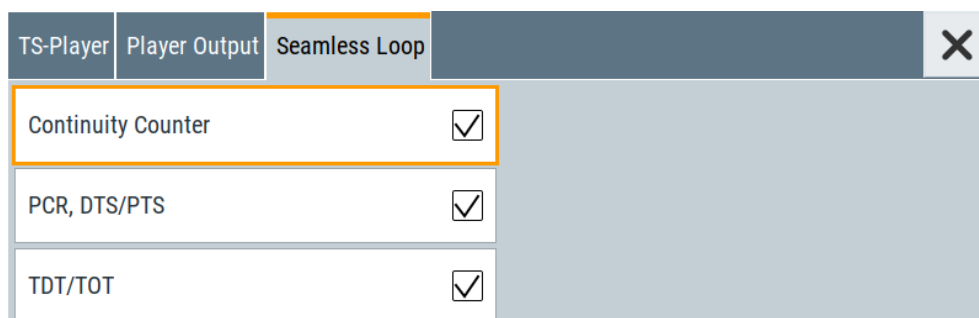 TS-Player Player Output Seamless Loop
Continuity Counter
PCR, DTS/PTS
TDT/TOT